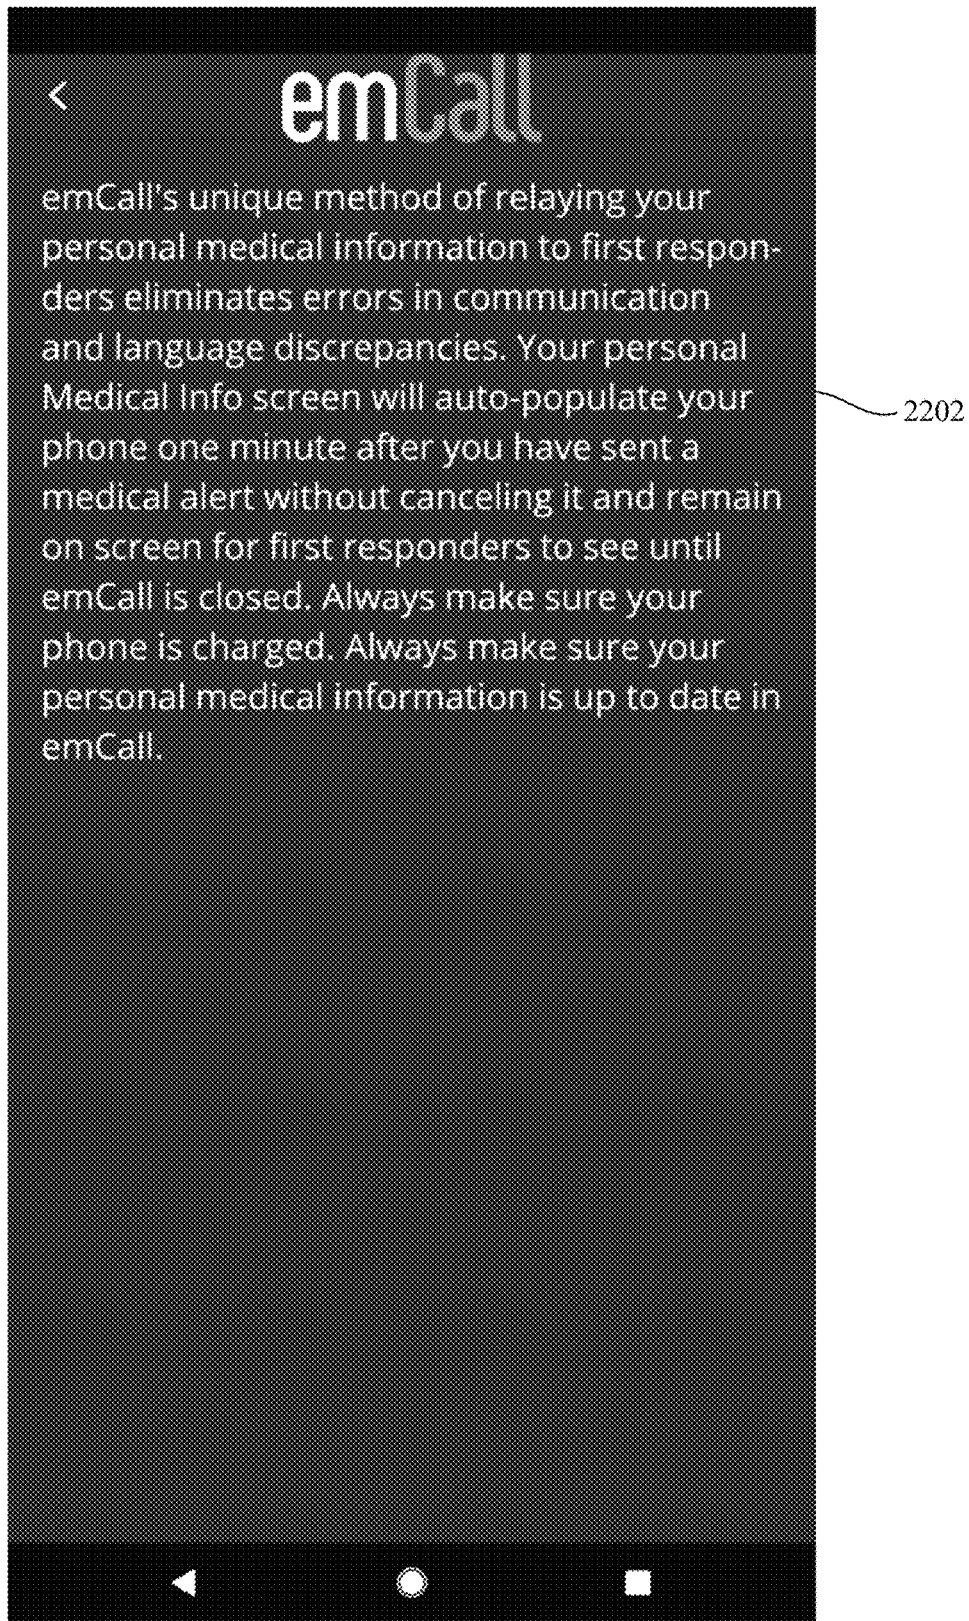 emCall
emCall's unique method of relaying your
personal medical information to first respon-
ders eliminates errors in communication
and language discrepancies. Your personal
Medical Info screen will auto-populate your
phone one minute after you have sent a
medical alert without canceling it and remain
on screen for first responders to see until
emCall is closed. Always make sure your
phone is charged. Always make sure your
personal medical information is up to date in
emCall.
2202